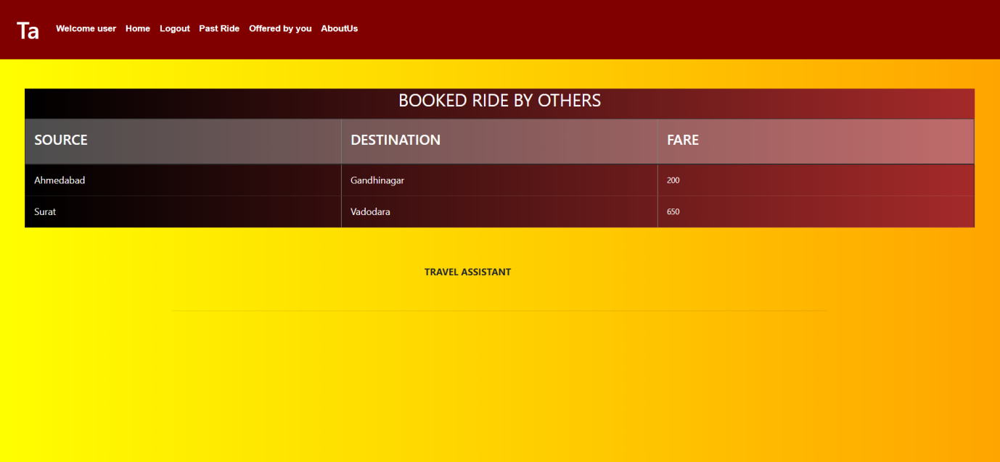 Ta Welcome user Home Logout Past Ride Offered by you AboutUs
BOOKED RIDE BY OTHERS
SOURCE DESTINATION FARE
Ahmedabad Gandhinagar 200
Surat Vadodara 650
TRAVEL ASSISTANT